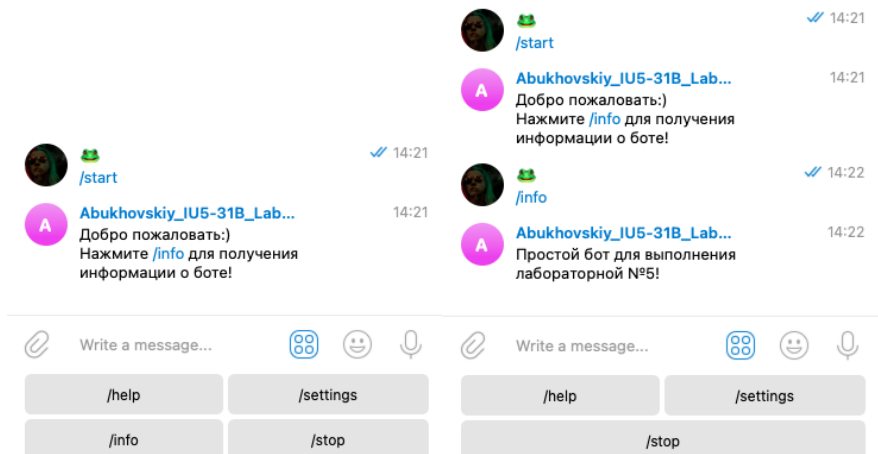 14:21
/start
Abukhovskiy_IU5-31B_Lab...
14:21
Добро пожаловать:)
Нажмите /info для получения
информации о боте!
Write a message...
/help
/settings
/info
/stop
14:21
/start
Abukhovskiy_IU5-31B_Lab...
14:21
Добро пожаловать:)
Нажмите /info для получения
информации о боте!
14:22
/info
Abukhovskiy_IU5-31B_Lab...
14:22
Простой бот для выполнения
лабораторной №5!
Write a message...
/help
/settings
/stop
A
A
A